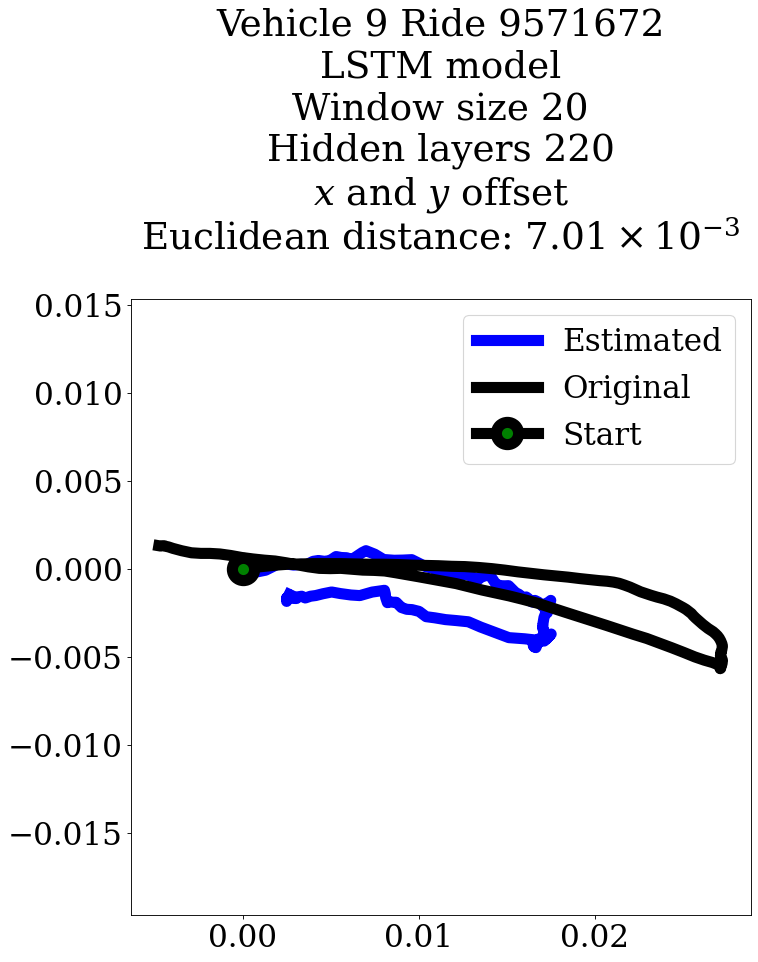 Vehicle 9 Ride 9571672
LSTM model
Window size 20
Hidden layers 220
x and y offset
Euclidean distance: 7.01 × 10⁻³
0.015
0.010
0.005
0.000
−0.005
−0.010
−0.015
Estimated
Original
Start
0.00 0.01 0.02